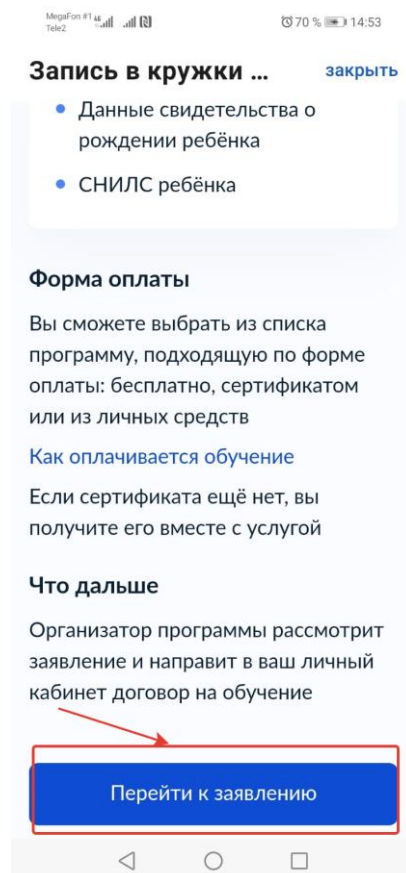 MegaFon #1
Tele2
70 % 14:53
Запись в кружки ...
закрыть
Данные свидетельства о
рождении ребёнка
СНИЛС ребёнка
Форма оплаты
Вы сможете выбрать из списка
программу, подходящую по форме
оплаты: бесплатно, сертификатом
или из личных средств
Как оплачивается обучение
Если сертификата ещё нет, вы
получите его вместе с услугой
Что дальше
Организатор программы рассмотрит
заявление и направит в ваш личный
кабинет договор на обучение
Перейти к заявлению